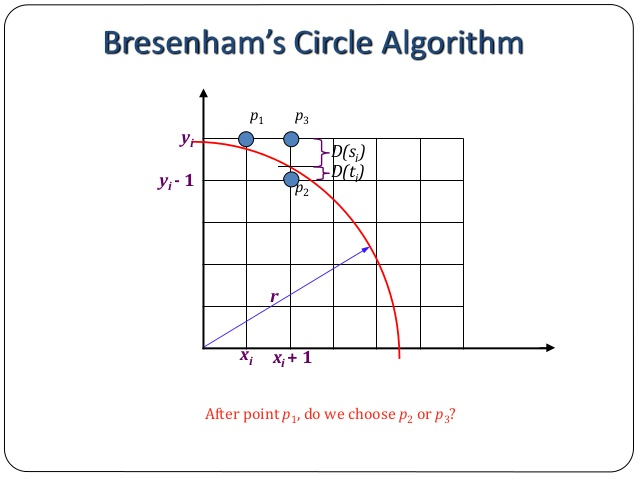 Bresenham's Circle Algorithm
p1 p3
yi
D(si)
D(ti)
yi - 1
p2
r
xi xi + 1
After point p1, do we choose p2 or p3?